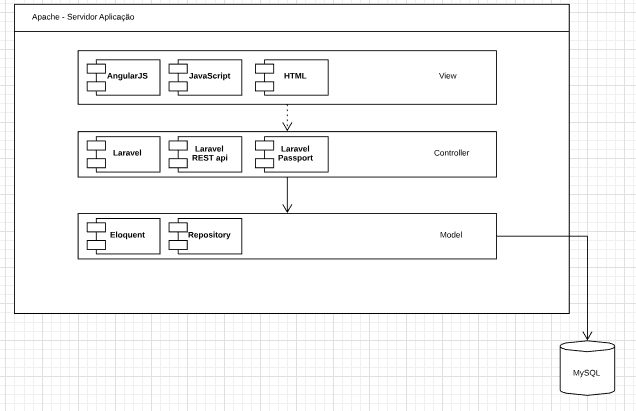 Apache - Servidor Aplicação
AngularJS
JavaScript
HTML
View
Laravel
Laravel
REST api
Laravel
Passport
Controller
Eloquent
Repository
Model
MySQL